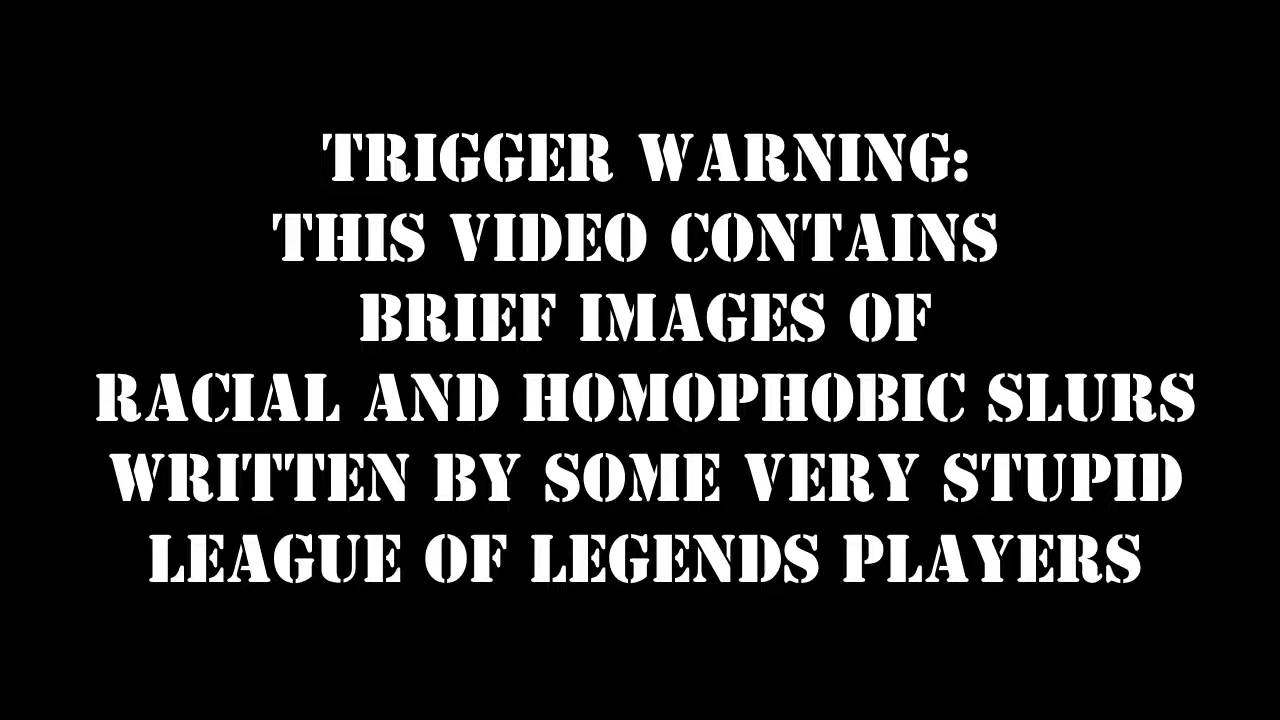 TRIGGER WARNING:
THIS VIDEO CONTAINS
BRIEF IMAGES OF
RACIAL AND HOMOPHOBIC SLURS
WRITTEN BY SOME VERY STUPID
LEAGUE OF LEGENDS PLAYERS